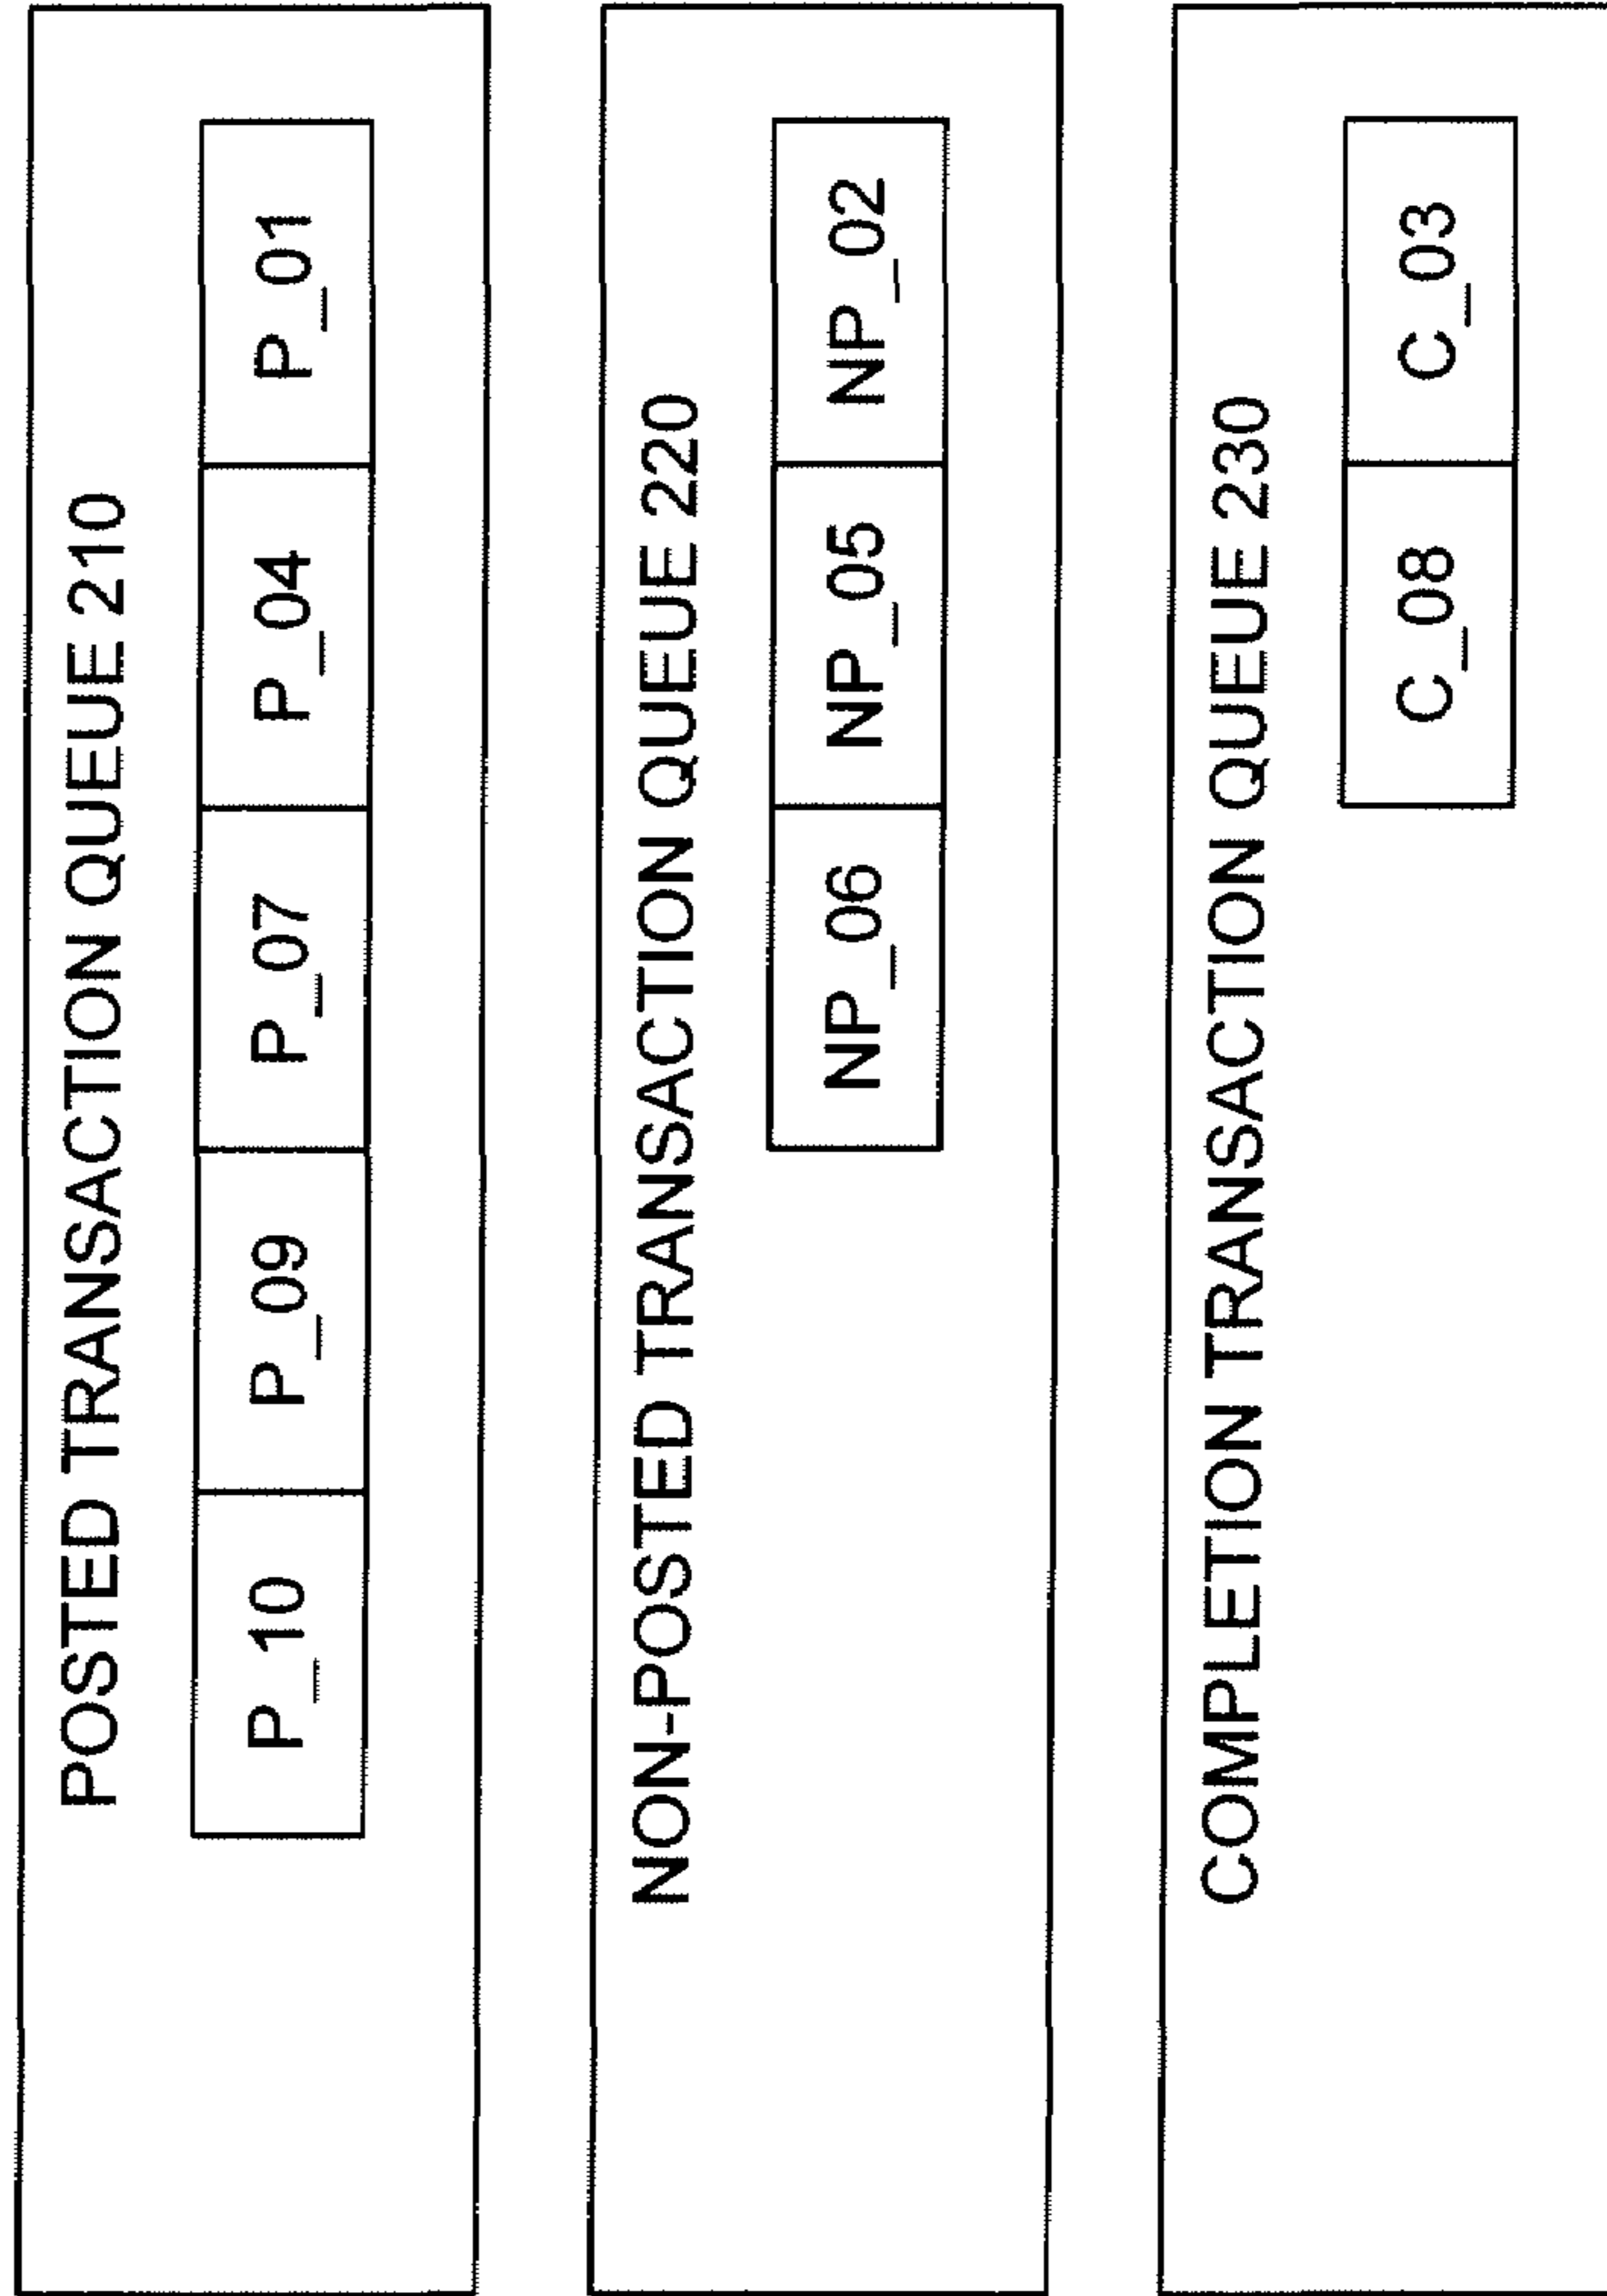 POSTED TRANSACTION QUEUE 210
P_10 P_09 P_07 P_04 P_01
NON-POSTED TRANSACTION QUEUE 220
NP_06 NP_05 NP_02
COMPLETION TRANSACTION QUEUE 230
C_08 C_03